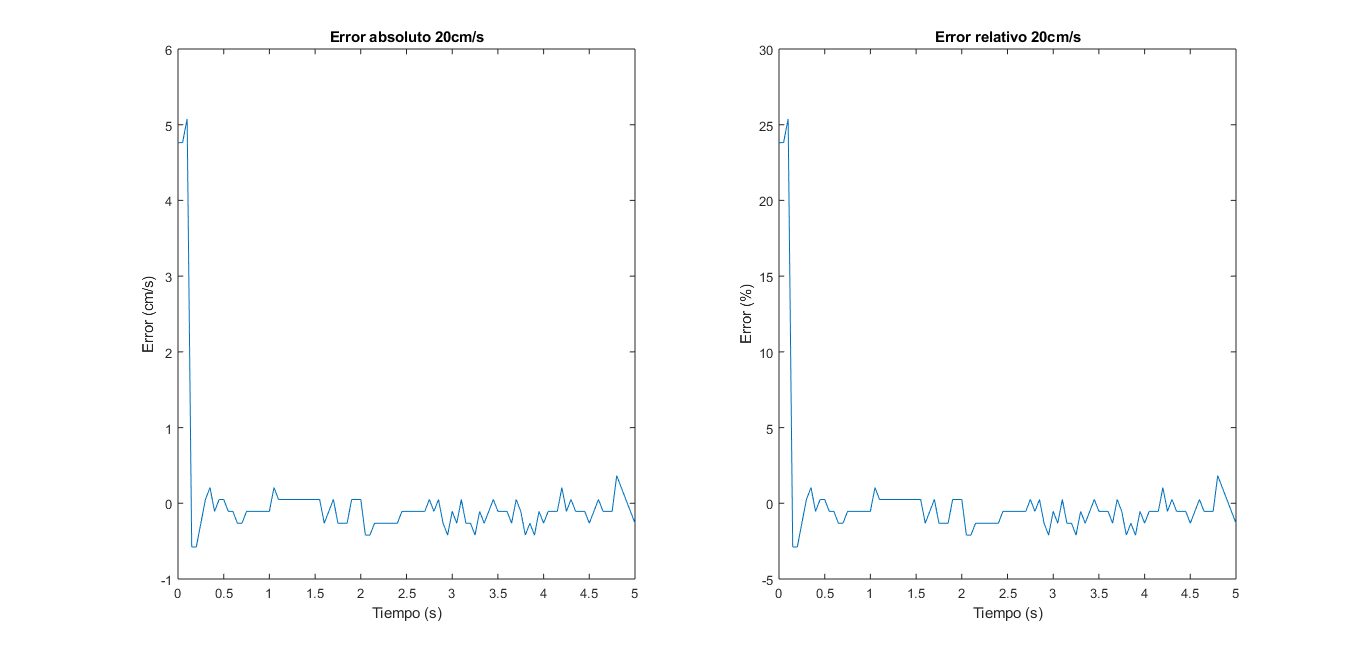 Error absoluto 20cm/s
6
5
4
3
2
1
0
-1
Error (cm/s)
0 0.5 1 1.5 2 2.5 3 3.5 4 4.5 5
Tiempo (s)
Error relativo 20cm/s
30
25
20
15
10
5
0
-5
Error (%)
0 0.5 1 1.5 2 2.5 3 3.5 4 4.5 5
Tiempo (s)